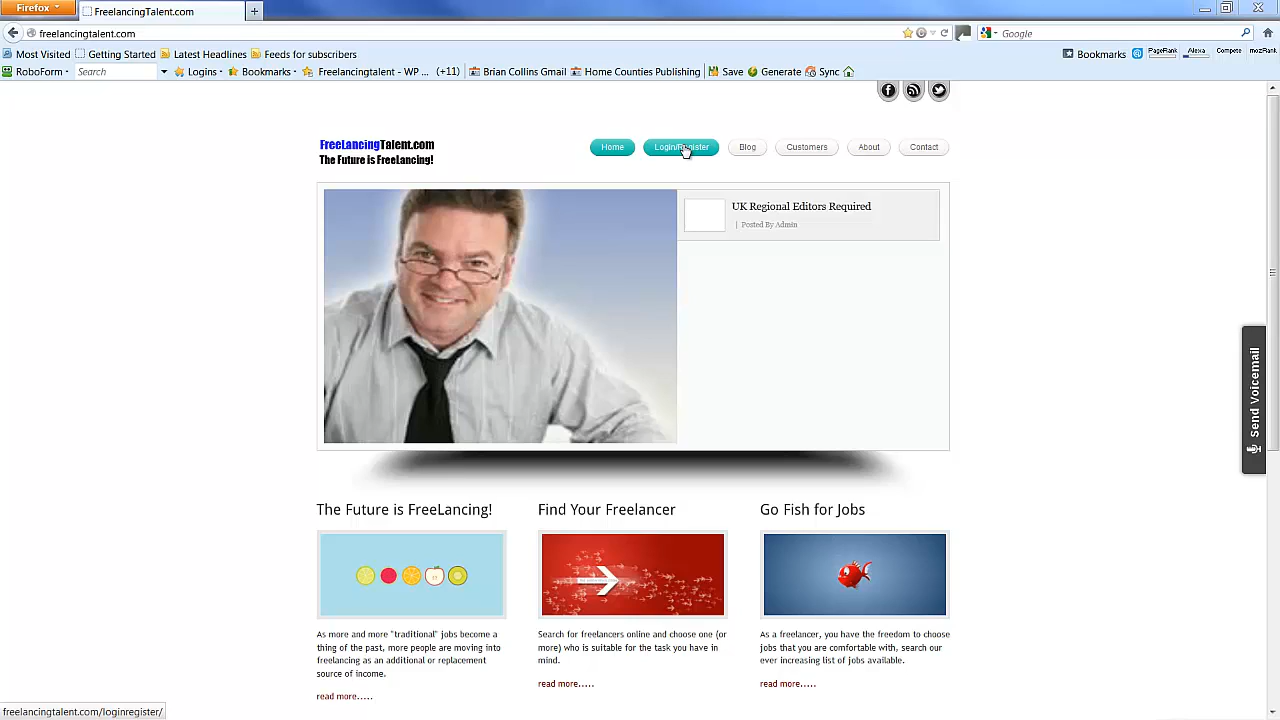 Firefox
FreelancingTalent.com
freelancingtalent.com
Google
Most Visited Getting Started Latest Headlines Feeds for subscribers
Bookmarks PageRank Alexa Compete mozRank
RoboForm Search Logins Bookmarks Freelancingtalent - WP ... (+11) Brian Collins Gmail Home Counties Publishing Save Generate Sync
FreeLancingTalent.com
The Future is FreeLancing!
Home Login/Register Blog Customers About Contact
UK Regional Editors Required
| Posted By Admin
Send Voicemail
The Future is FreeLancing!
As more and more "traditional" jobs become a
thing of the past, more people are moving into
freelancing as an additional or replacement
source of income.
read more.....
Find Your Freelancer
Search for freelancers online and choose one (or
more) who is suitable for the task you have in
mind.
read more.....
Go Fish for Jobs
As a freelancer, you have the freedom to choose
jobs that you are comfortable with, search our
ever increasing list of jobs available.
read more.....
freelancingtalent.com/loginregister/